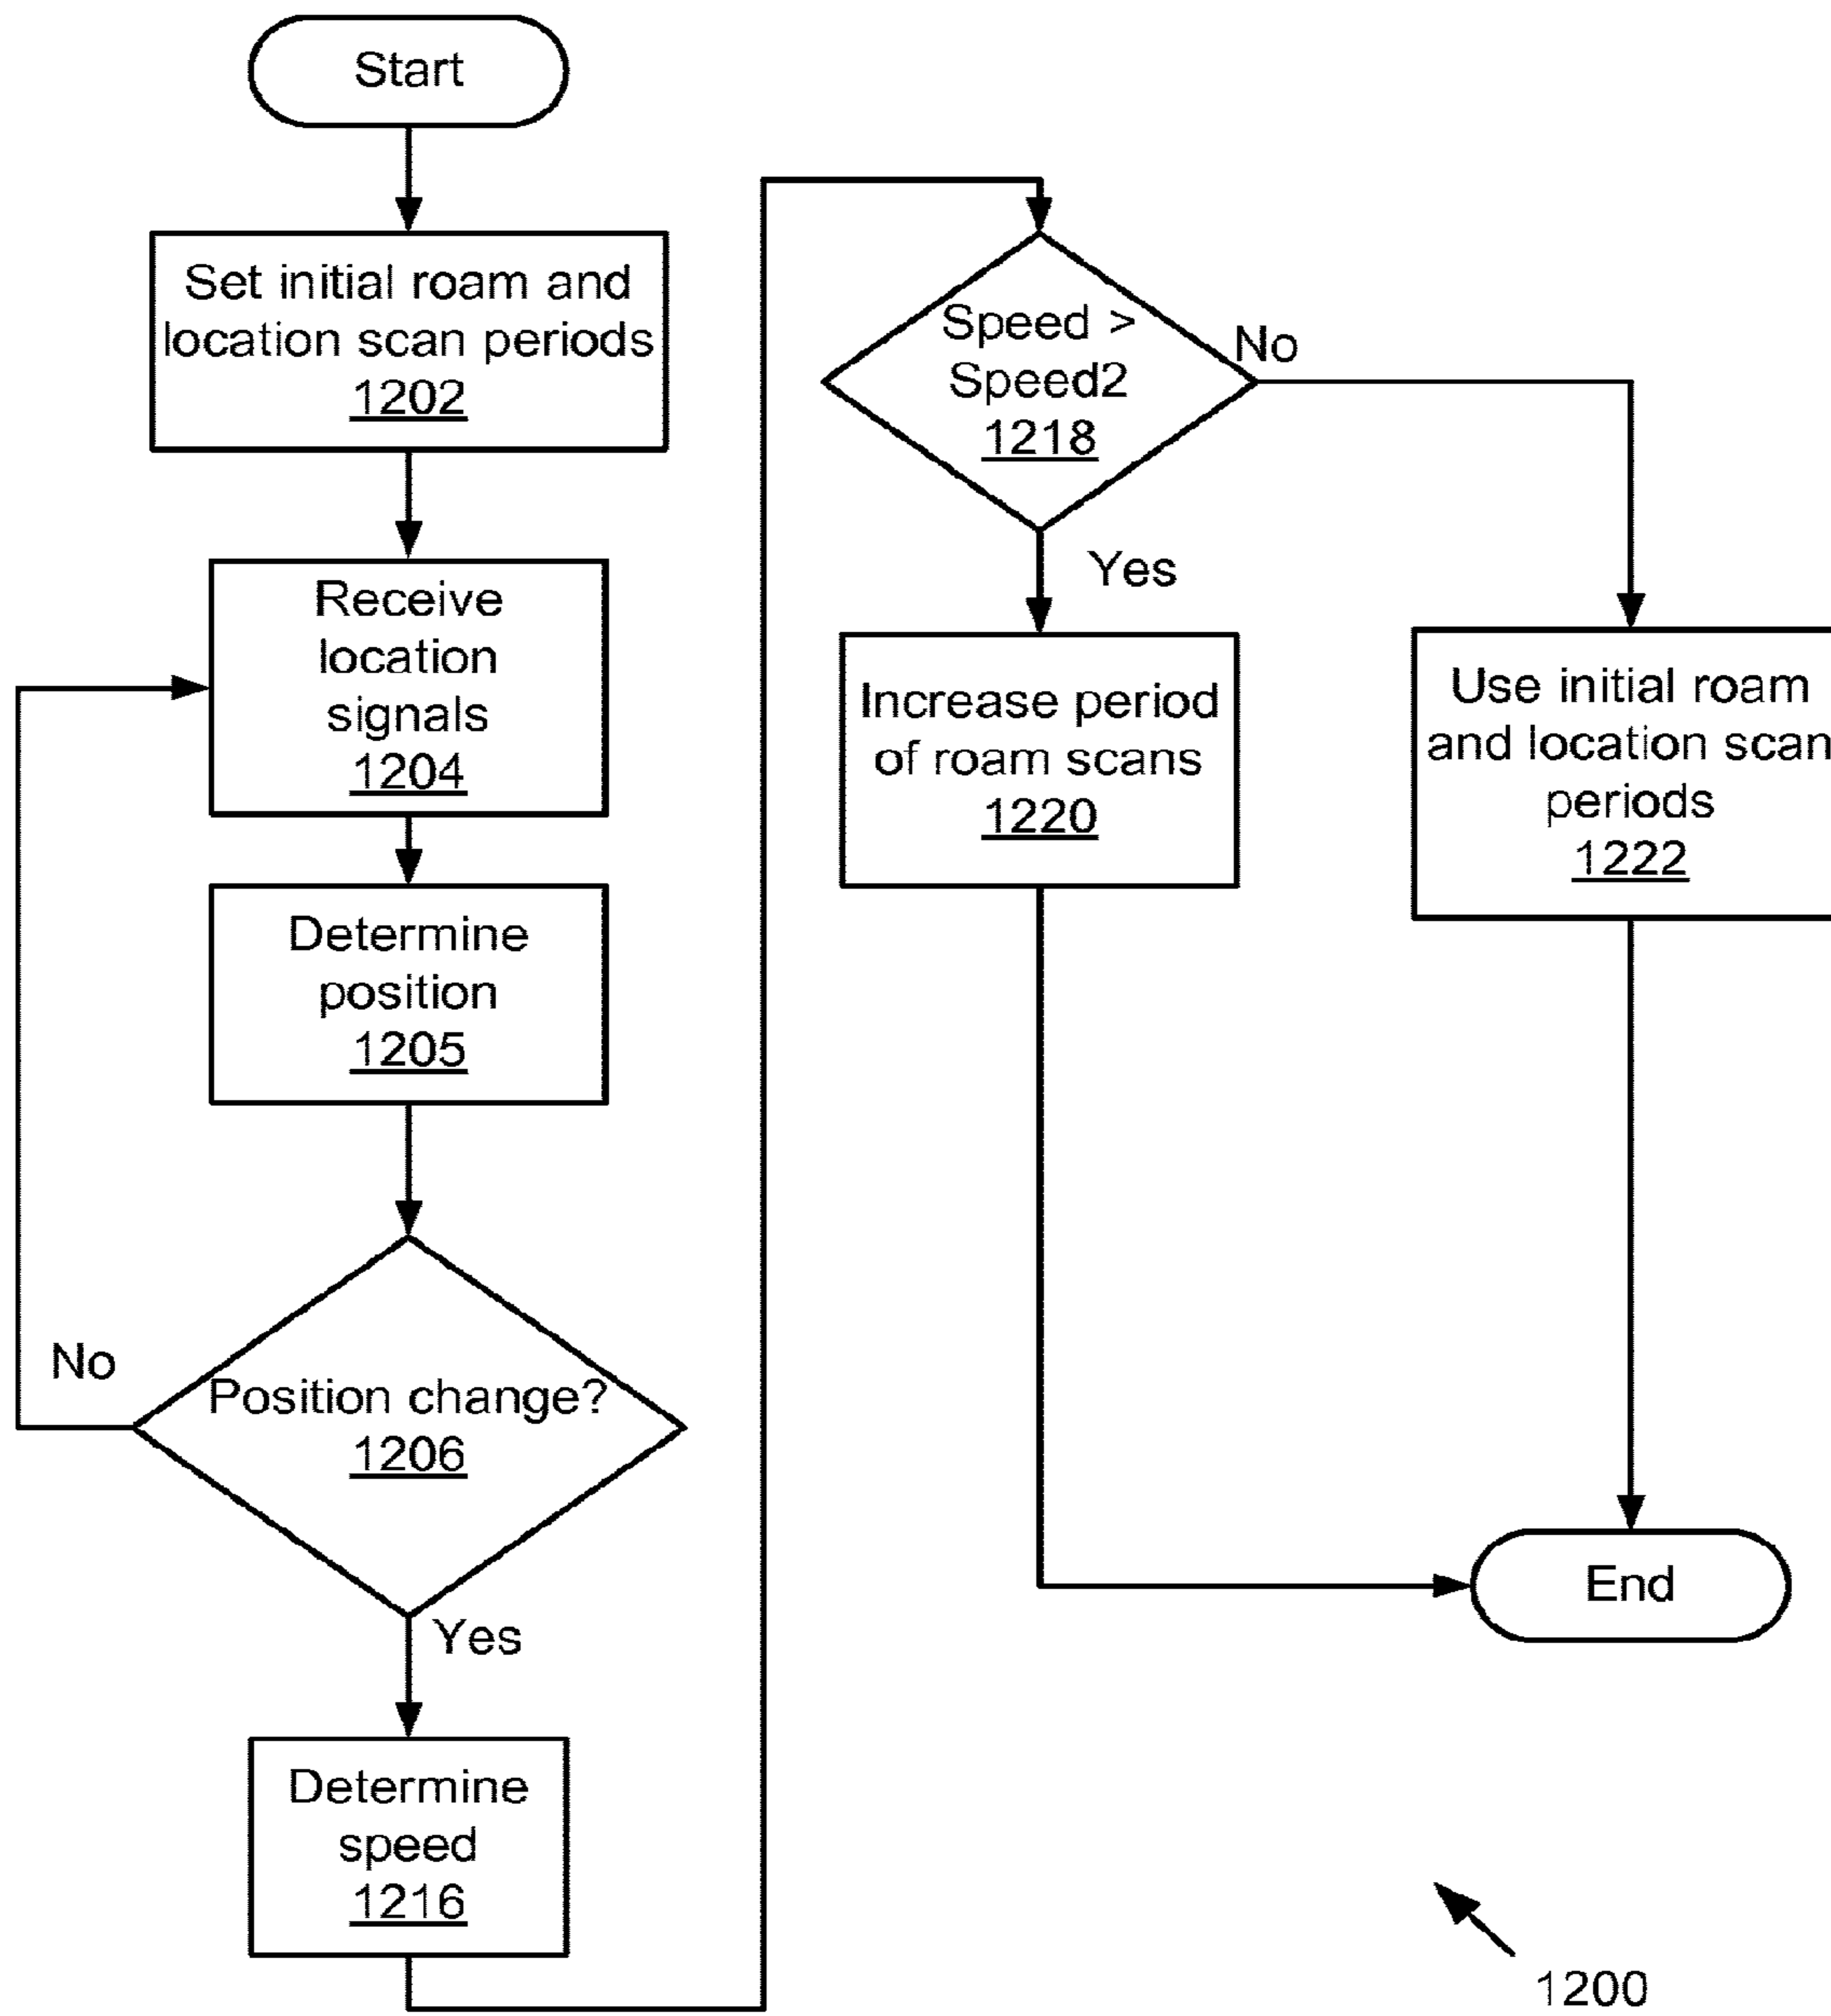 Start
Set initial roam and
location scan periods
1202
Receive
location
signals
1204
Determine
position
1205
No
Position change?
1206
Yes
Determine
speed
1216
Speed >
Speed2
1218
No
Yes
Increase period
of roam scans
1220
Use initial roam
and location scan
periods
1222
End
1200